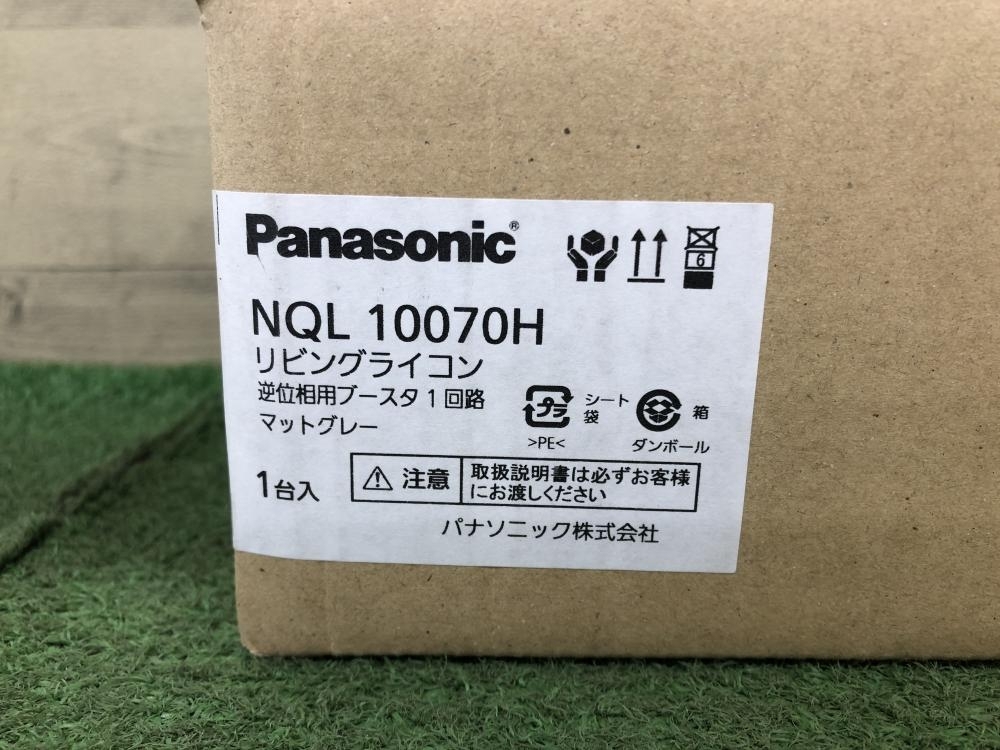 Panasonic®
6
NQL 10070H
リビングライコン
逆位相用ブースタ 1 回路
マットグレー
プラ
シート
袋
>PE<
箱
ダンボール
1台入
注意
取扱説明書は必ずお客様
にお渡しください
パナソニック株式会社